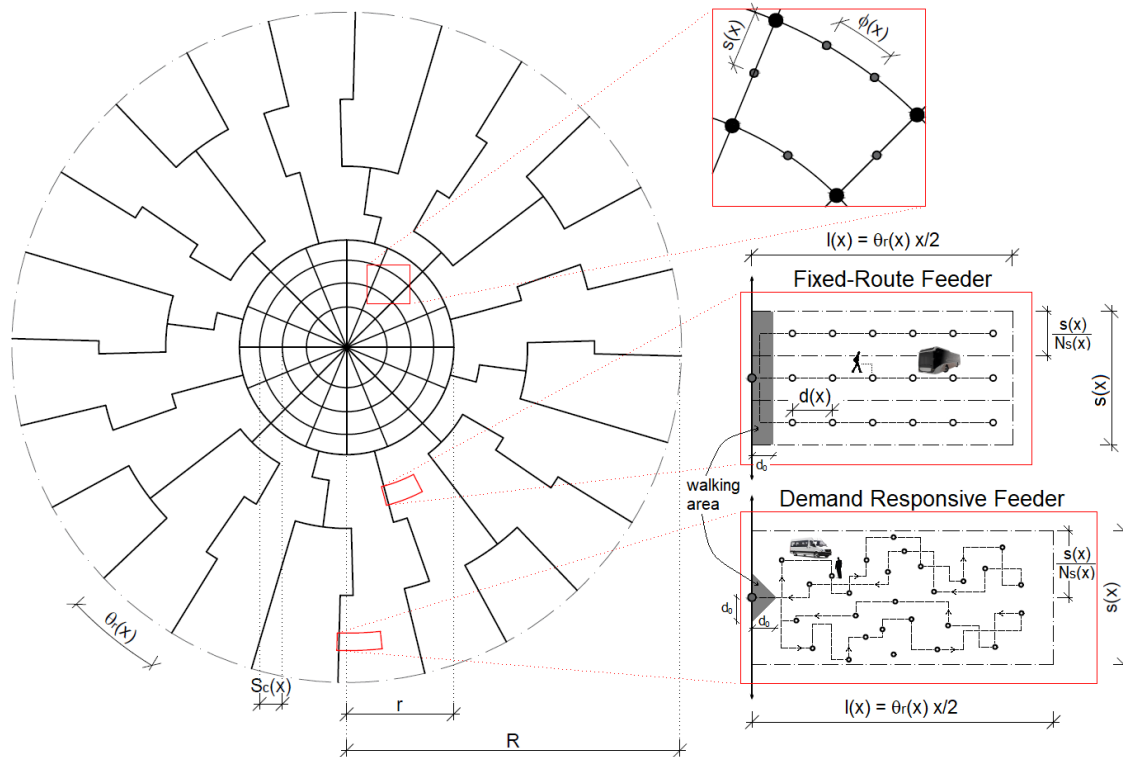 s(x)
ϕ(x)
l(x) = θr(x) x/2
Fixed-Route Feeder
s(x)
Ns(x)
d(x)
s(x)
d₀
walking
area
Demand Responsive Feeder
s(x)
Ns(x)
s(x)
d₀
d₀
l(x) = θr(x) x/2
θr(x)
Sc(x)
r
R